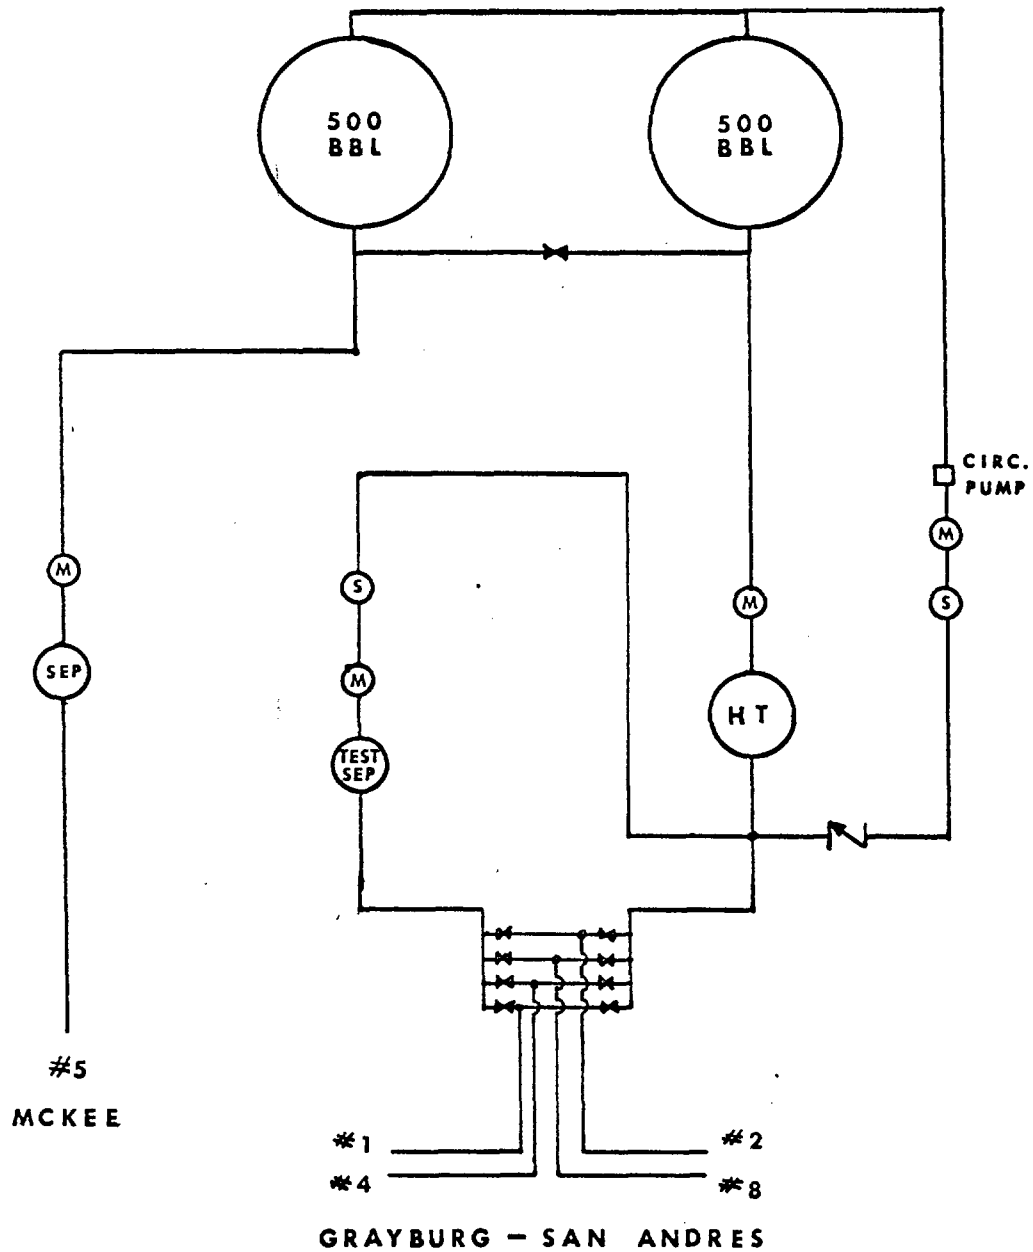 500
BBL
500
BBL
CIRC.
PUMP
M
S
M
M
S
SEP
M
HT
TEST
SEP
#5
MCKEE
#1
#2
#4
#8
GRAYBURG – SAN ANDRES